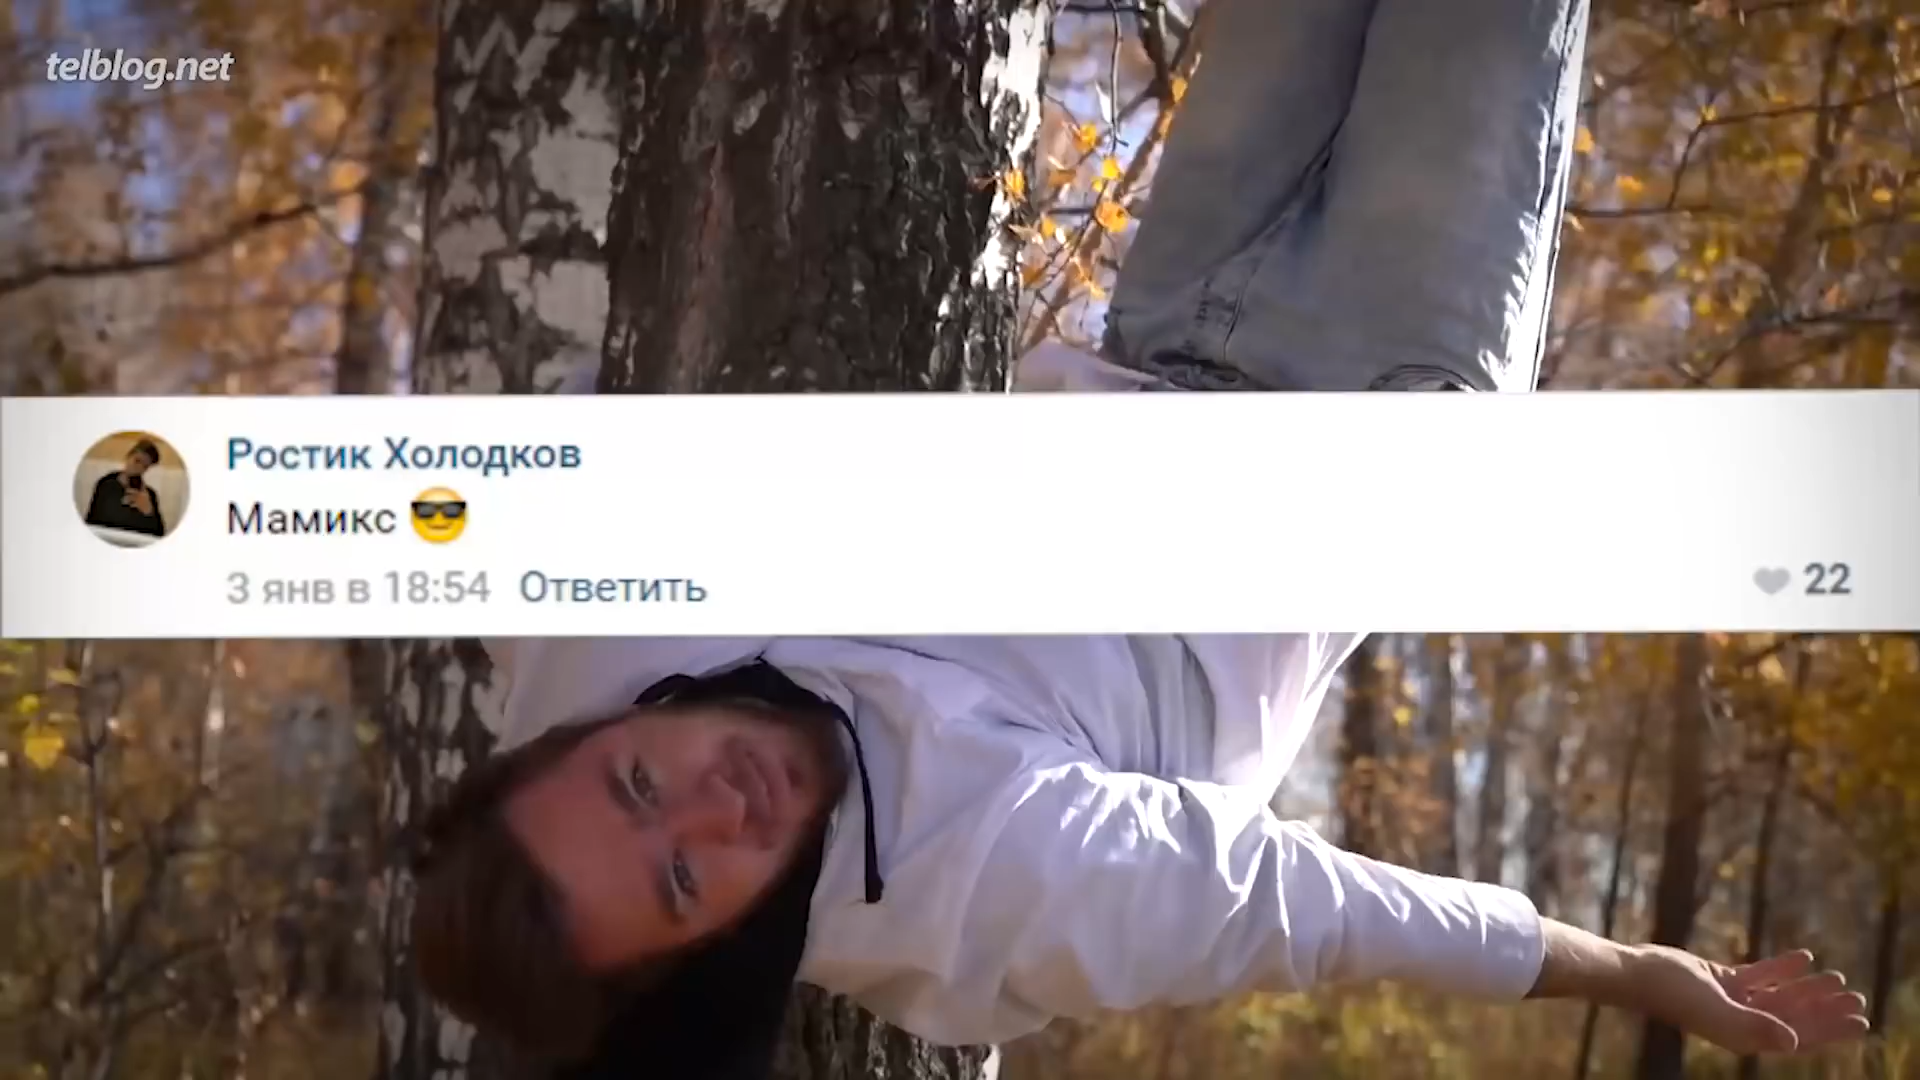 telblog.net
Ростик Холодков
Мамикс 😎
3 янв в 18:54 Ответить
22